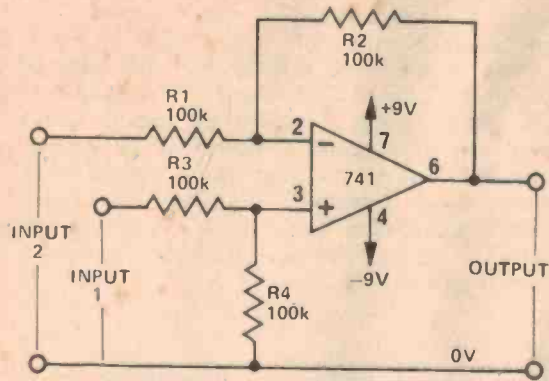 R2
100k
R1
100k
R3
100k
+9V
2
7
−
741
6
3
+
4
INPUT
2
INPUT
1
−9V
OUTPUT
R4
100k
0V